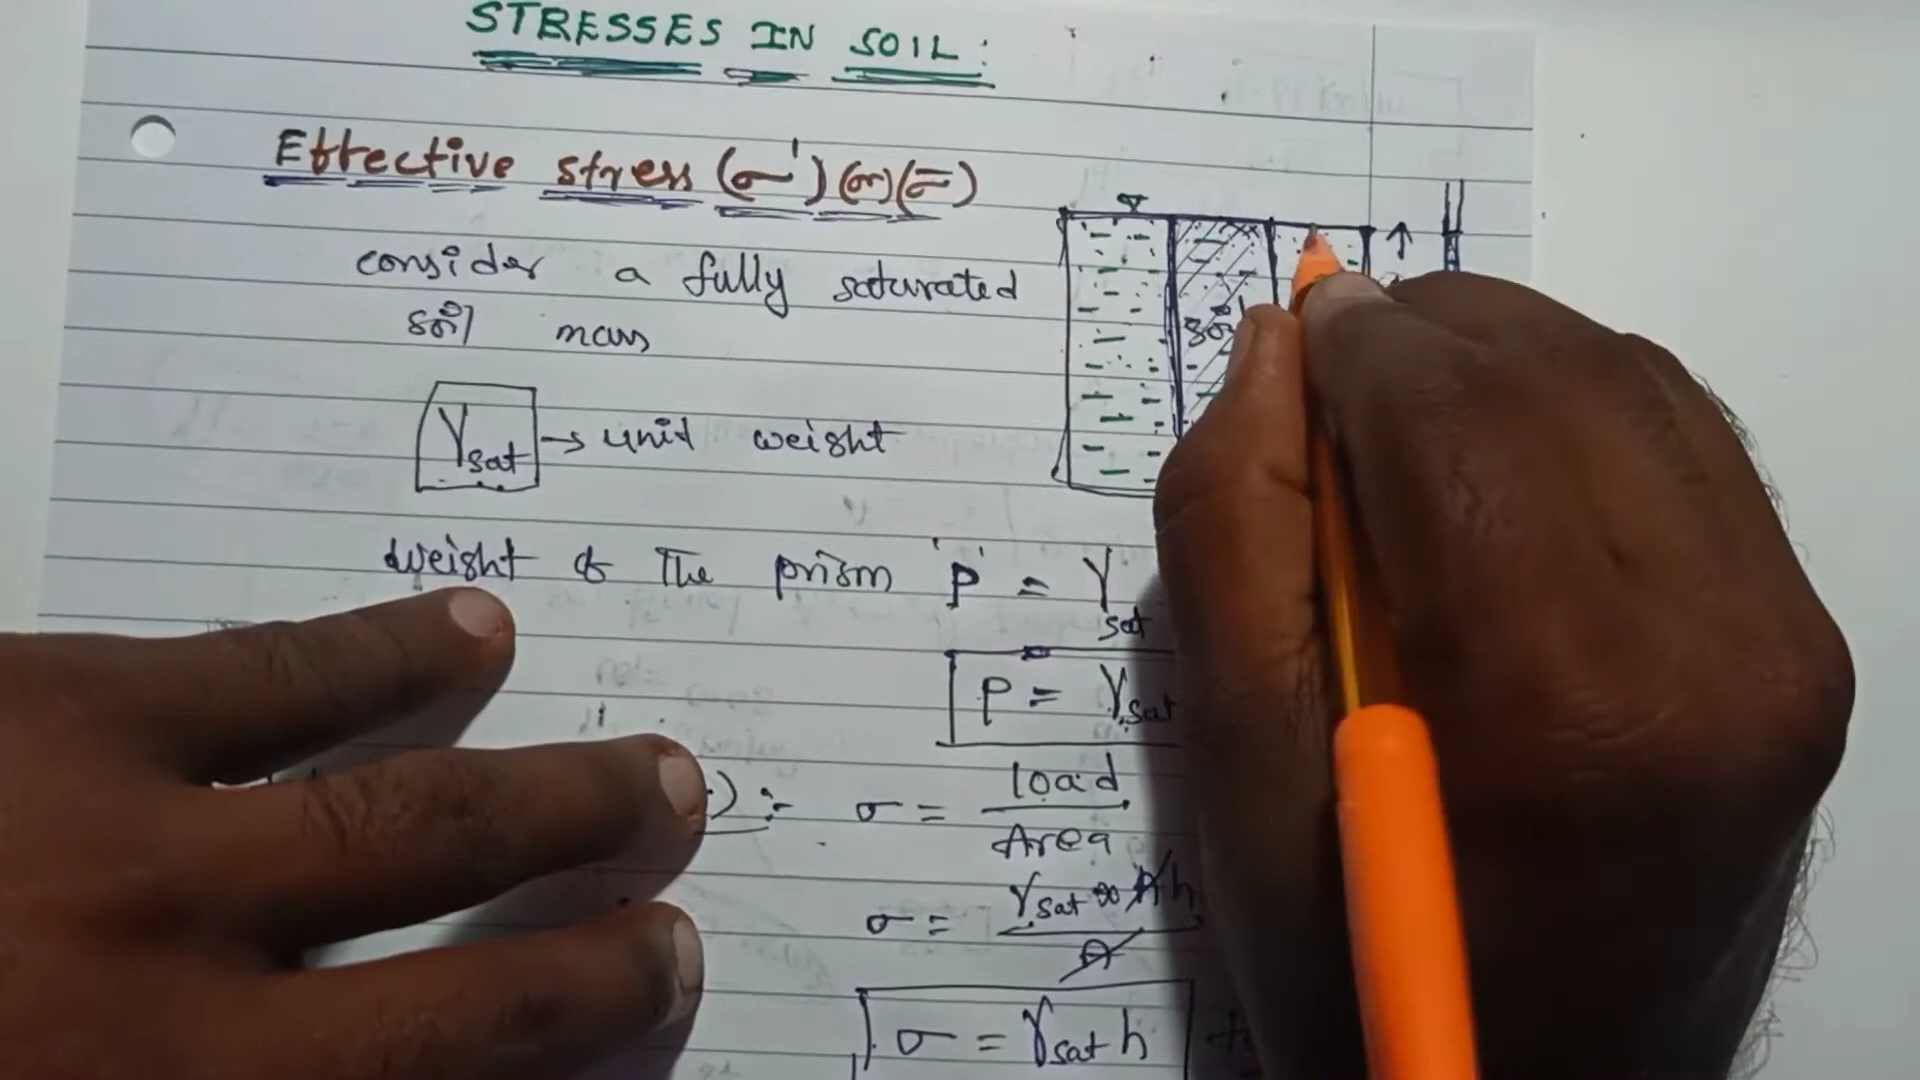 STRESSES IN SOIL:
Effective stress (σ') (or) (σ̅)
consider a fully saturated
soil mass
soil
γsat → unit weight
weight of the prism 'P' = γsat
P = γsat
): - σ = load / Area
σ = γsat × A h / A
σ = γsat h